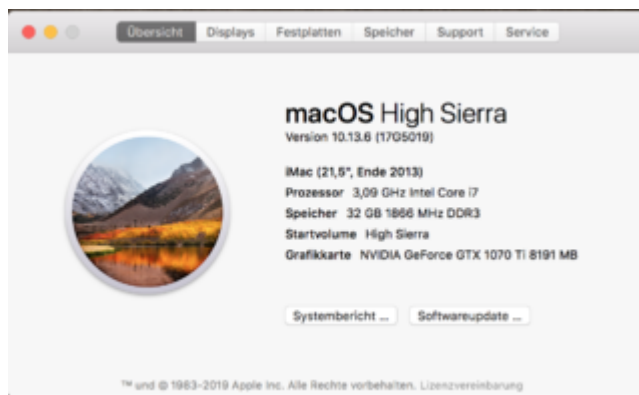 Übersicht Displays Festplatten Speicher Support Service
macOS High Sierra
Version 10.13.6 (17G5019)
iMac (21,5", Ende 2013)
Prozessor 3,09 GHz Intel Core i7
Speicher 32 GB 1866 MHz DDR3
Startvolume High Sierra
Grafikkarte NVIDIA GeForce GTX 1070 Ti 8191 MB
Systembericht ... Softwareupdate ...
™ und © 1983-2019 Apple Inc. Alle Rechte vorbehalten. Lizenzvereinbarung